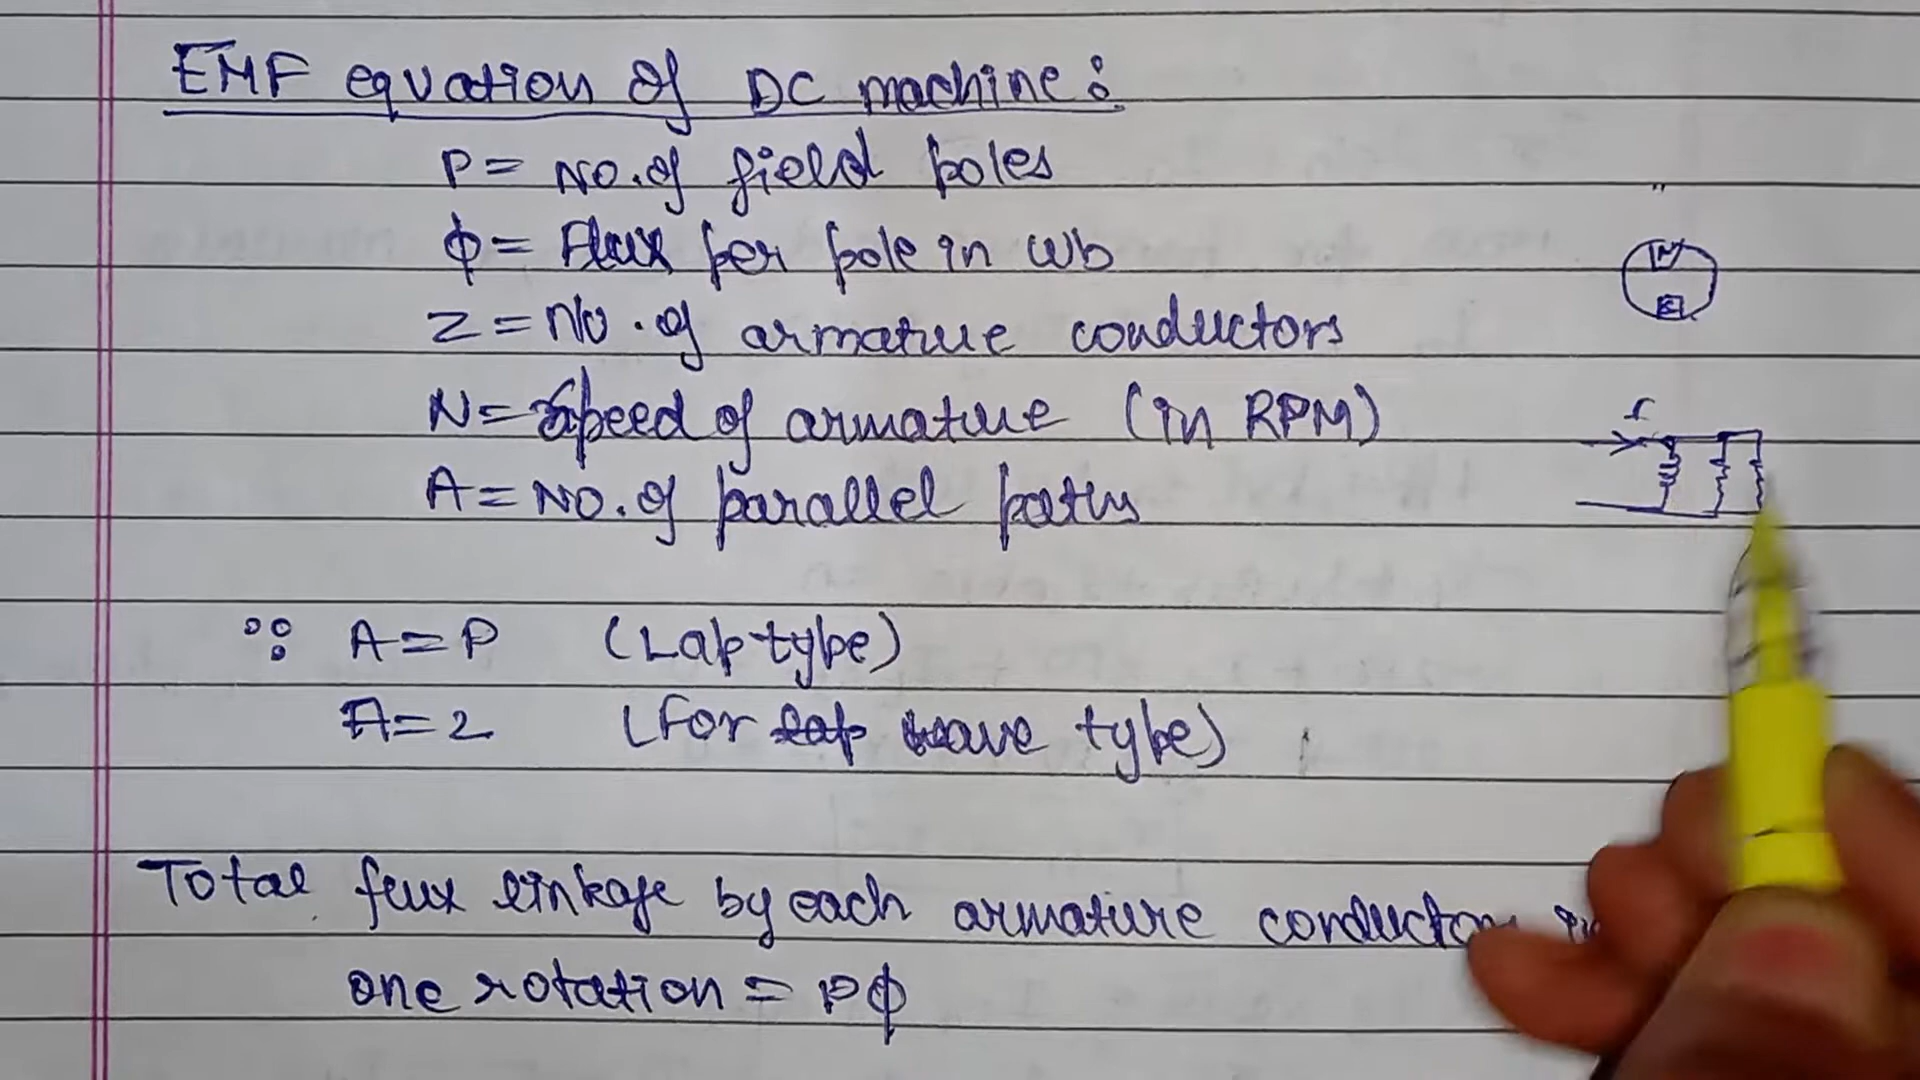 EMF equation of DC machine:
P = No. of field poles
ϕ = Flux per pole in wb
Z = no. of armature conductors
N = speed of armature (in RPM)
A = No. of parallel paths
∵ A = P (Lap type)
A = 2 (For lap wave type)
Total flux linkage by each armature conductor
one rotation = pϕ
N
S
I